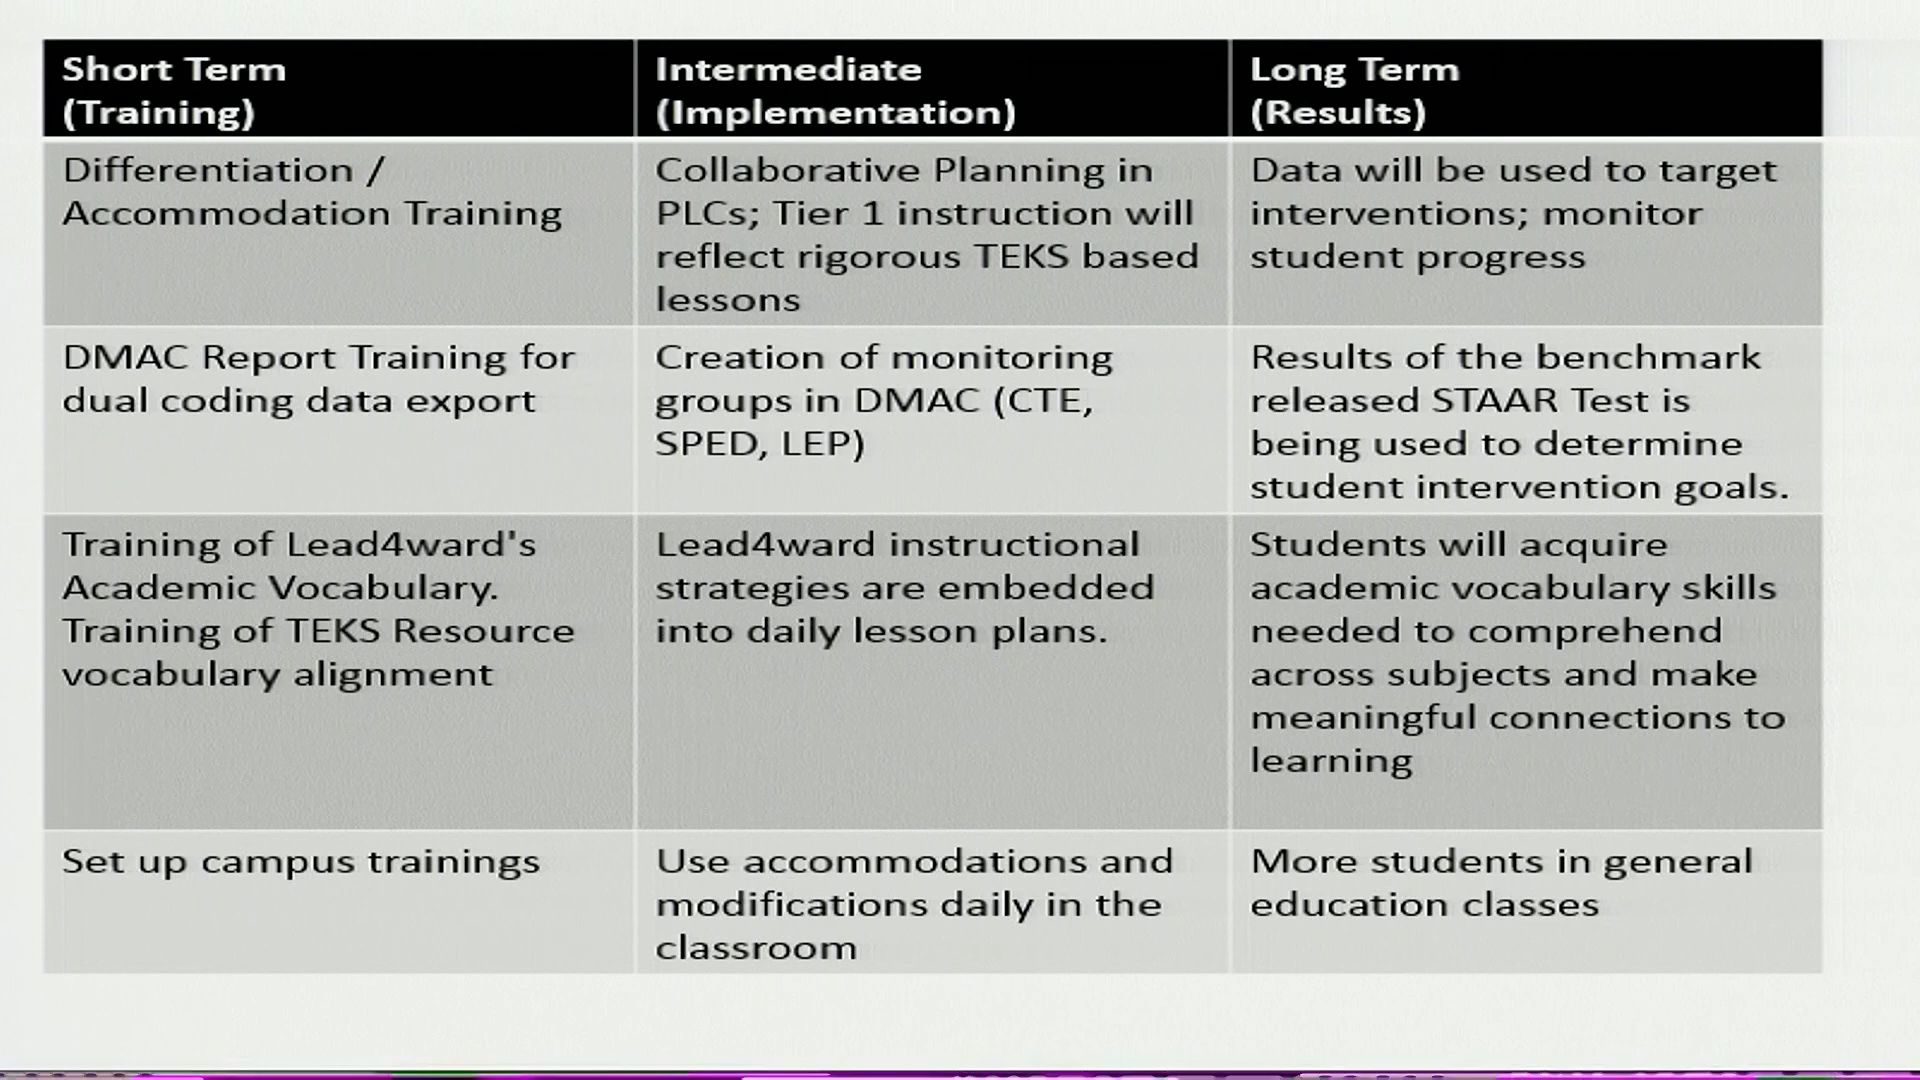 Short Term
(Training)
Intermediate
(Implementation)
Long Term
(Results)
Differentiation /
Accommodation Training
Collaborative Planning in
PLCs; Tier 1 instruction will
reflect rigorous TEKS based
lessons
Data will be used to target
interventions; monitor
student progress
DMAC Report Training for
dual coding data export
Creation of monitoring
groups in DMAC (CTE,
SPED, LEP)
Results of the benchmark
released STAAR Test is
being used to determine
student intervention goals.
Training of Lead4ward's
Academic Vocabulary.
Training of TEKS Resource
vocabulary alignment
Lead4ward instructional
strategies are embedded
into daily lesson plans.
Students will acquire
academic vocabulary skills
needed to comprehend
across subjects and make
meaningful connections to
learning
Set up campus trainings
Use accommodations and
modifications daily in the
classroom
More students in general
education classes